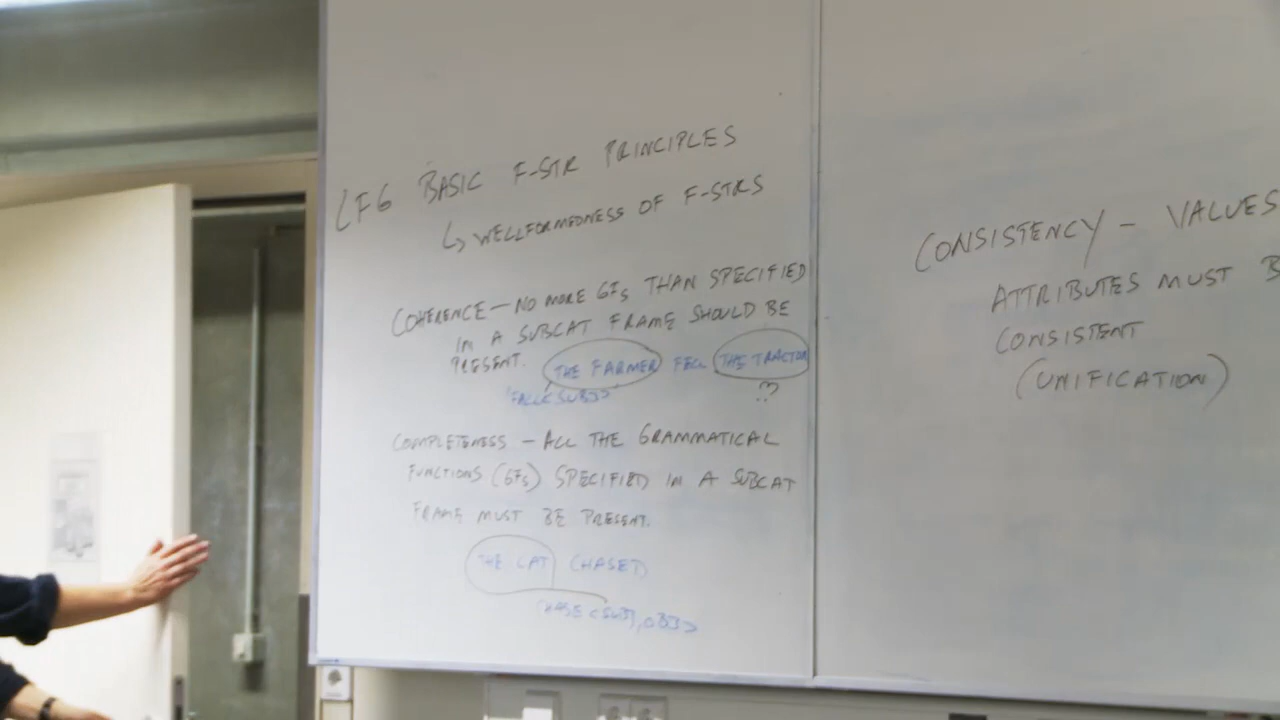 LFG BASIC F-STR PRINCIPLES
↳ WELLFORMEDNESS OF F-STRS
COHERENCE – NO MORE GFs THAN SPECIFIED
IN A SUBCAT FRAME SHOULD BE
PRESENT. THE FARMER FELL THE TRACTOR
FALL<SUBJ> ??
COMPLETENESS – ALL THE GRAMMATICAL
FUNCTIONS (GFs) SPECIFIED IN A SUBCAT
FRAME MUST BE PRESENT.
THE CAT CHASED
CHASE<SUBJ, OBJ>
CONSISTENCY – VALUES
ATTRIBUTES MUST B
CONSISTENT
(UNIFICATION)